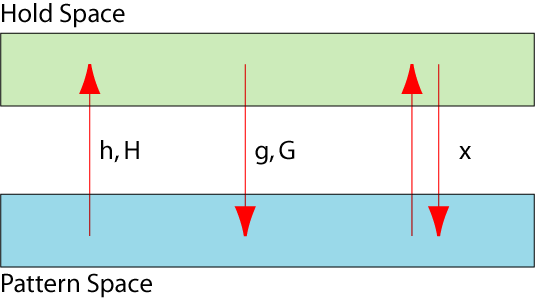 Hold Space
h, H
g, G
x
Pattern Space